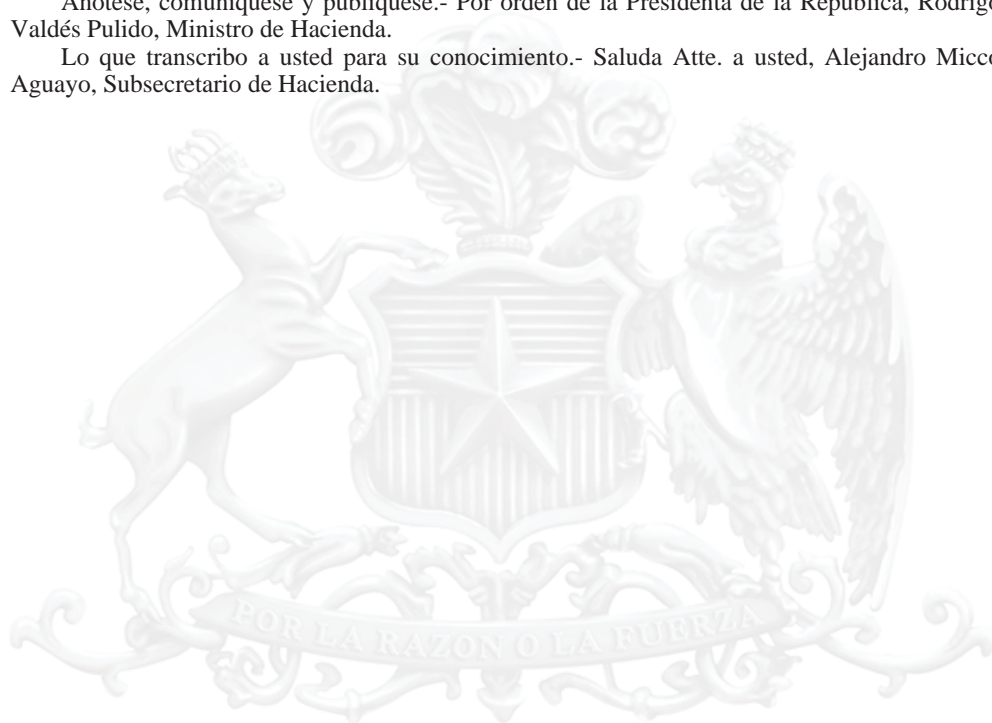 Anótese, comuníquese y publíquese.- Por orden de la Presidenta de la República, Rodrigo
Valdés Pulido, Ministro de Hacienda.
Lo que transcribo a usted para su conocimiento.- Saluda Atte. a usted, Alejandro Micco
Aguayo, Subsecretario de Hacienda.
POR LA RAZON O LA FUERZA